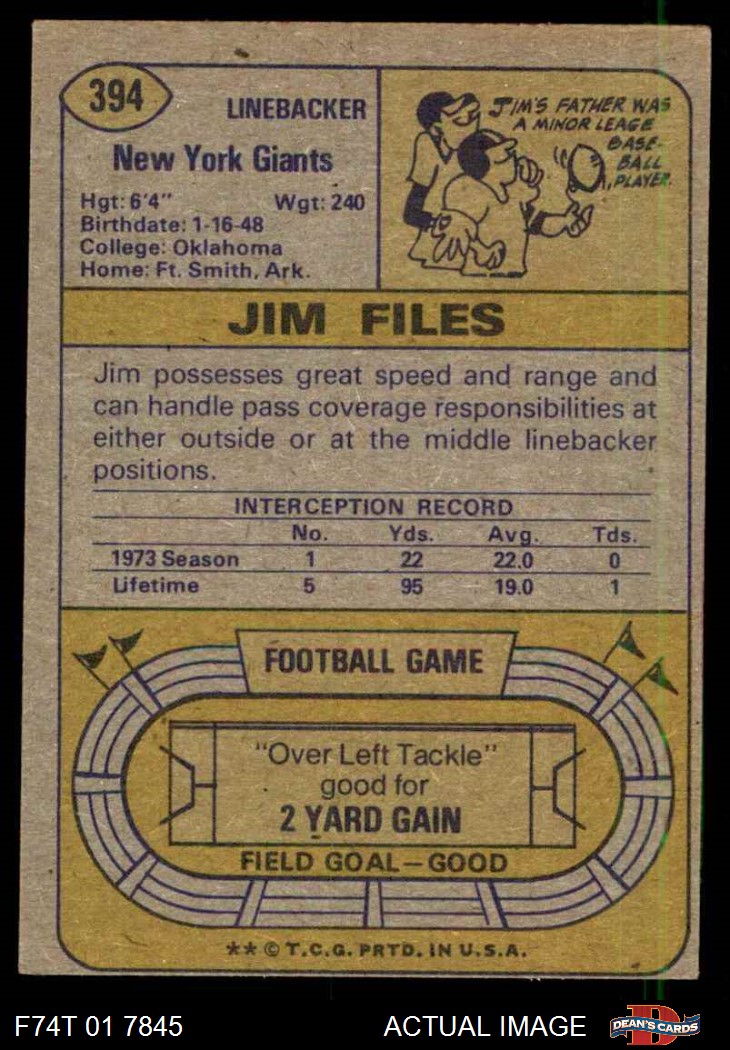 394
LINEBACKER
New York Giants
Hgt: 6'4" Wgt: 240
Birthdate: 1-16-48
College: Oklahoma
Home: Ft. Smith, Ark.
JIM'S FATHER WAS
A MINOR LEAGE
BASE-
BALL
PLAYER.
JIM FILES
Jim possesses great speed and range and
can handle pass coverage responsibilities at
either outside or at the middle linebacker
positions.
INTERCEPTION RECORD
No. Yds. Avg. Tds.
1973 Season 1 22 22.0 0
Lifetime 5 95 19.0 1
FOOTBALL GAME
"Over Left Tackle"
good for
2 YARD GAIN
FIELD GOAL—GOOD
** © T.C.G. PRTD. IN U.S.A.
F74T 01 7845 ACTUAL IMAGE
DEAN'S CARDS